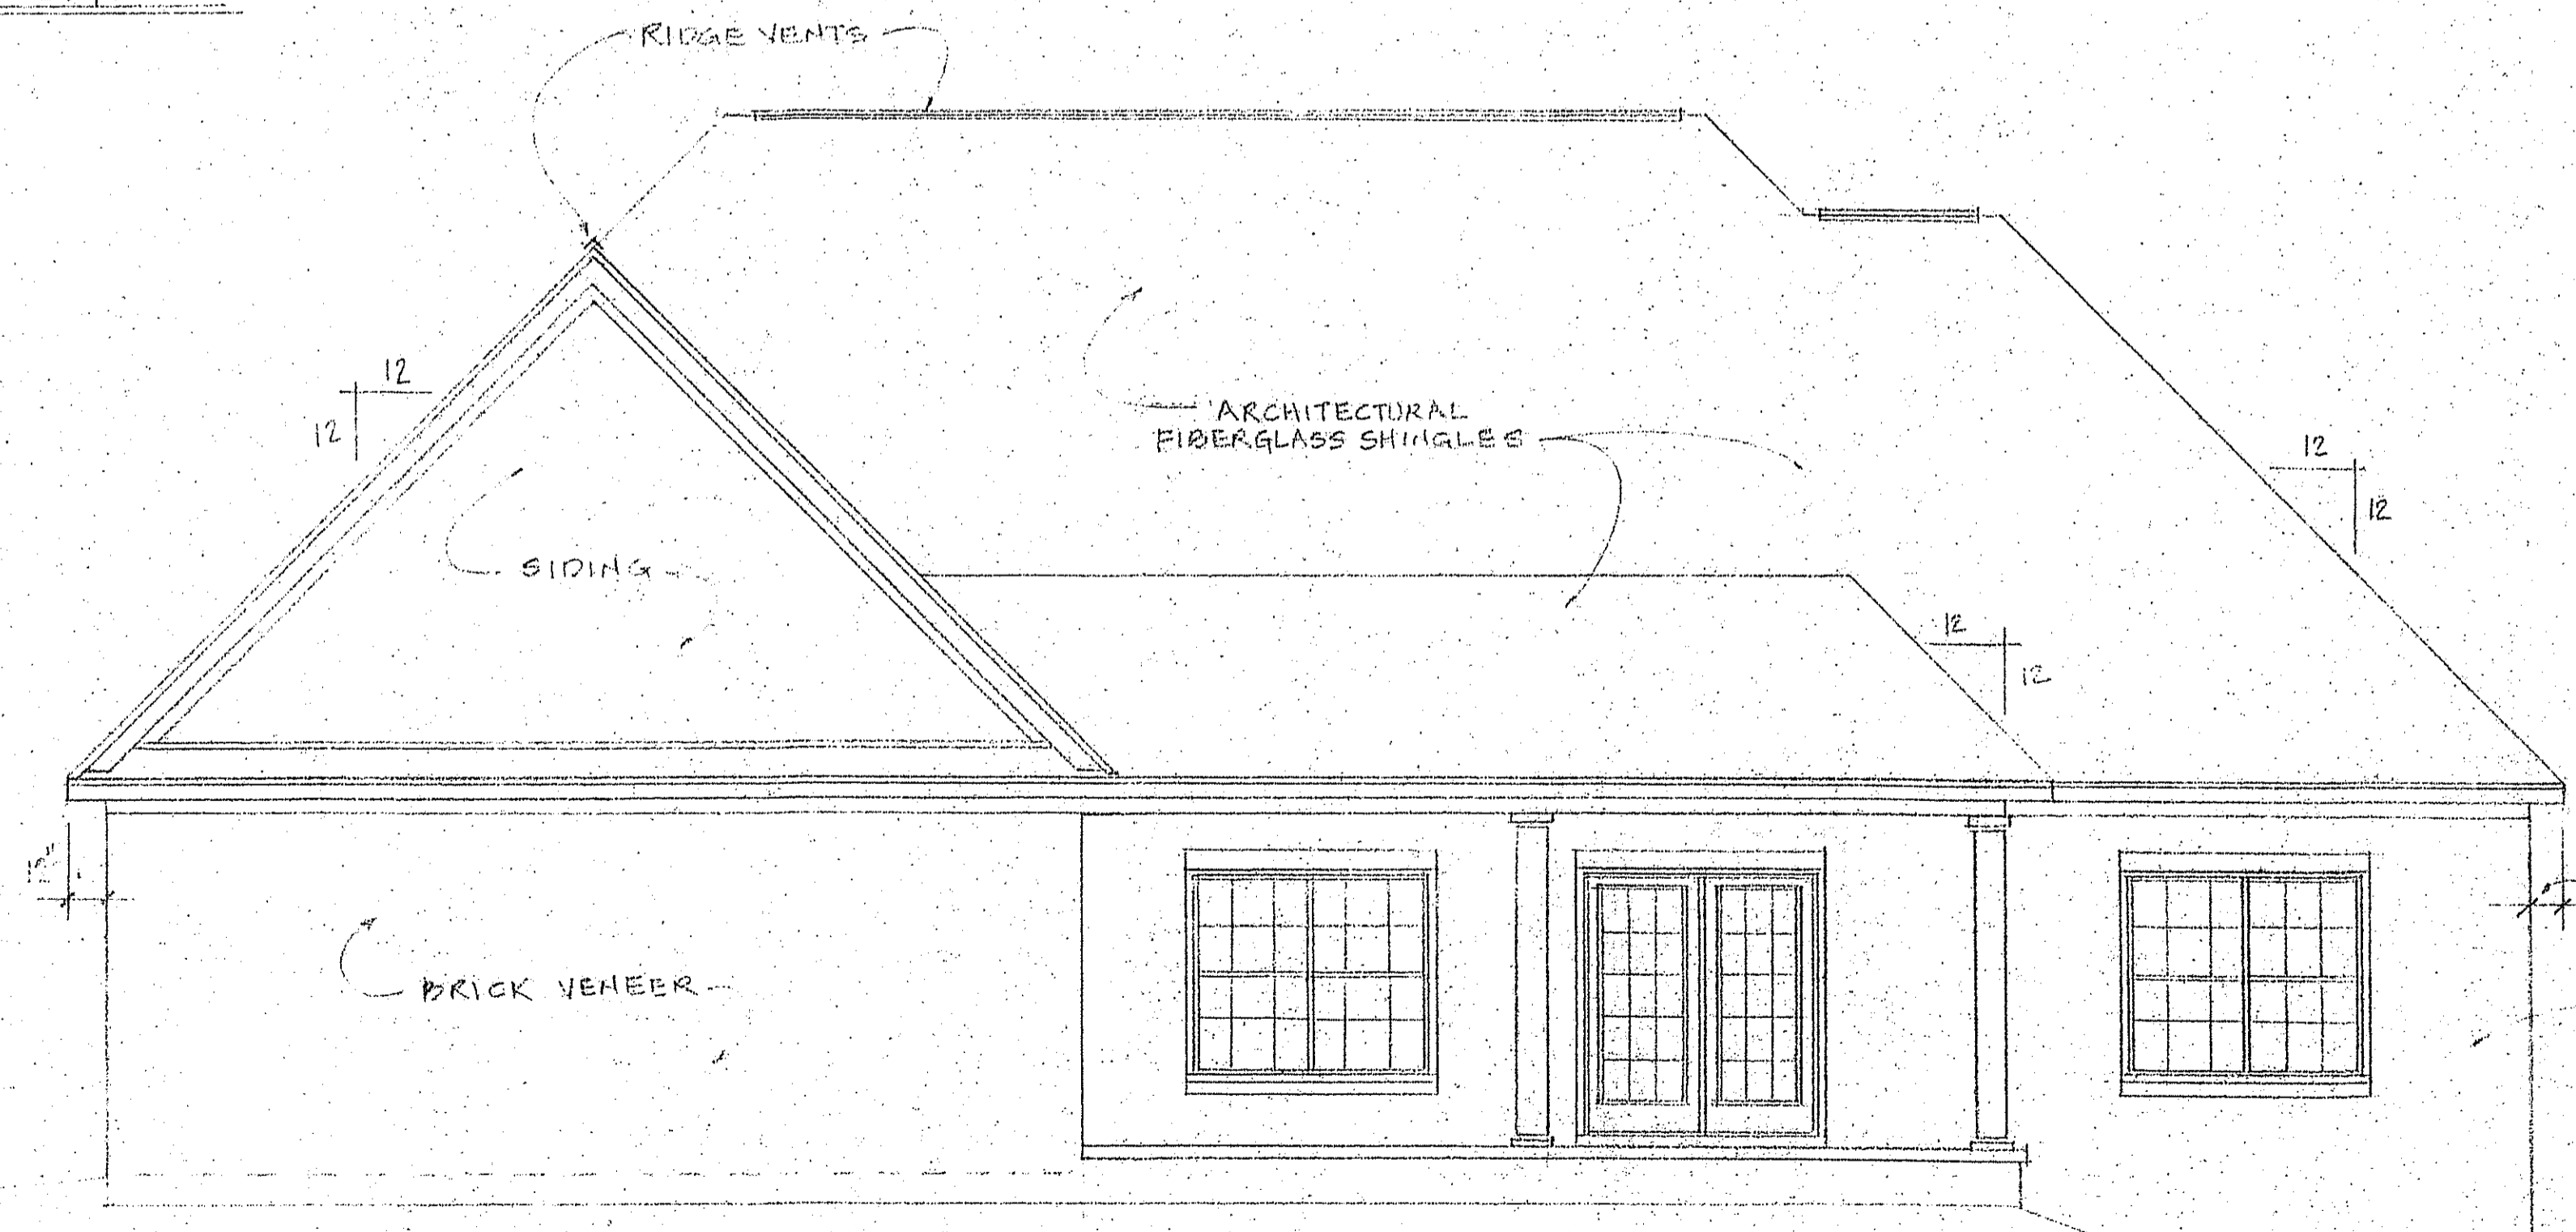 RIDGE VENTS
12
12
ARCHITECTURAL
FIBERGLASS SHINGLES
12
12
SIDING
12
12
12"
BRICK VENEER